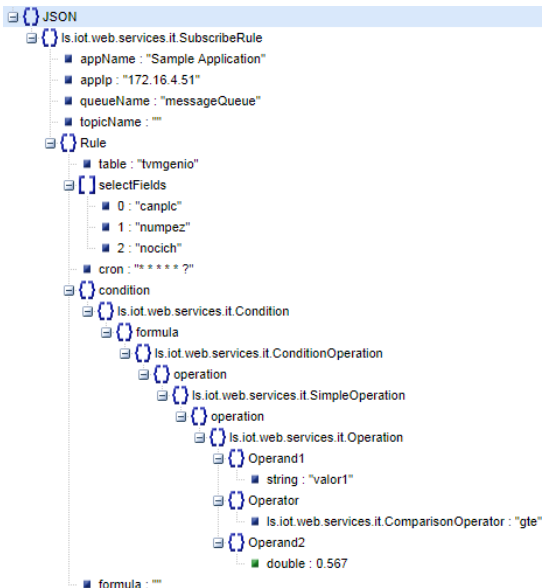 JSON
ls.iot.web.services.it.SubscribeRule
appName : "Sample Application"
appIp : "172.16.4.51"
queueName : "messageQueue"
topicName : ""
Rule
table : "tvmgenio"
selectFields
0 : "canplc"
1 : "numpez"
2 : "nocich"
cron : "* * * * * ?"
condition
ls.iot.web.services.it.Condition
formula
ls.iot.web.services.it.ConditionOperation
operation
ls.iot.web.services.it.SimpleOperation
operation
ls.iot.web.services.it.Operation
Operand1
string : "valor1"
Operator
ls.iot.web.services.it.ComparisonOperator : "gte"
Operand2
double : 0.567
formula : ""